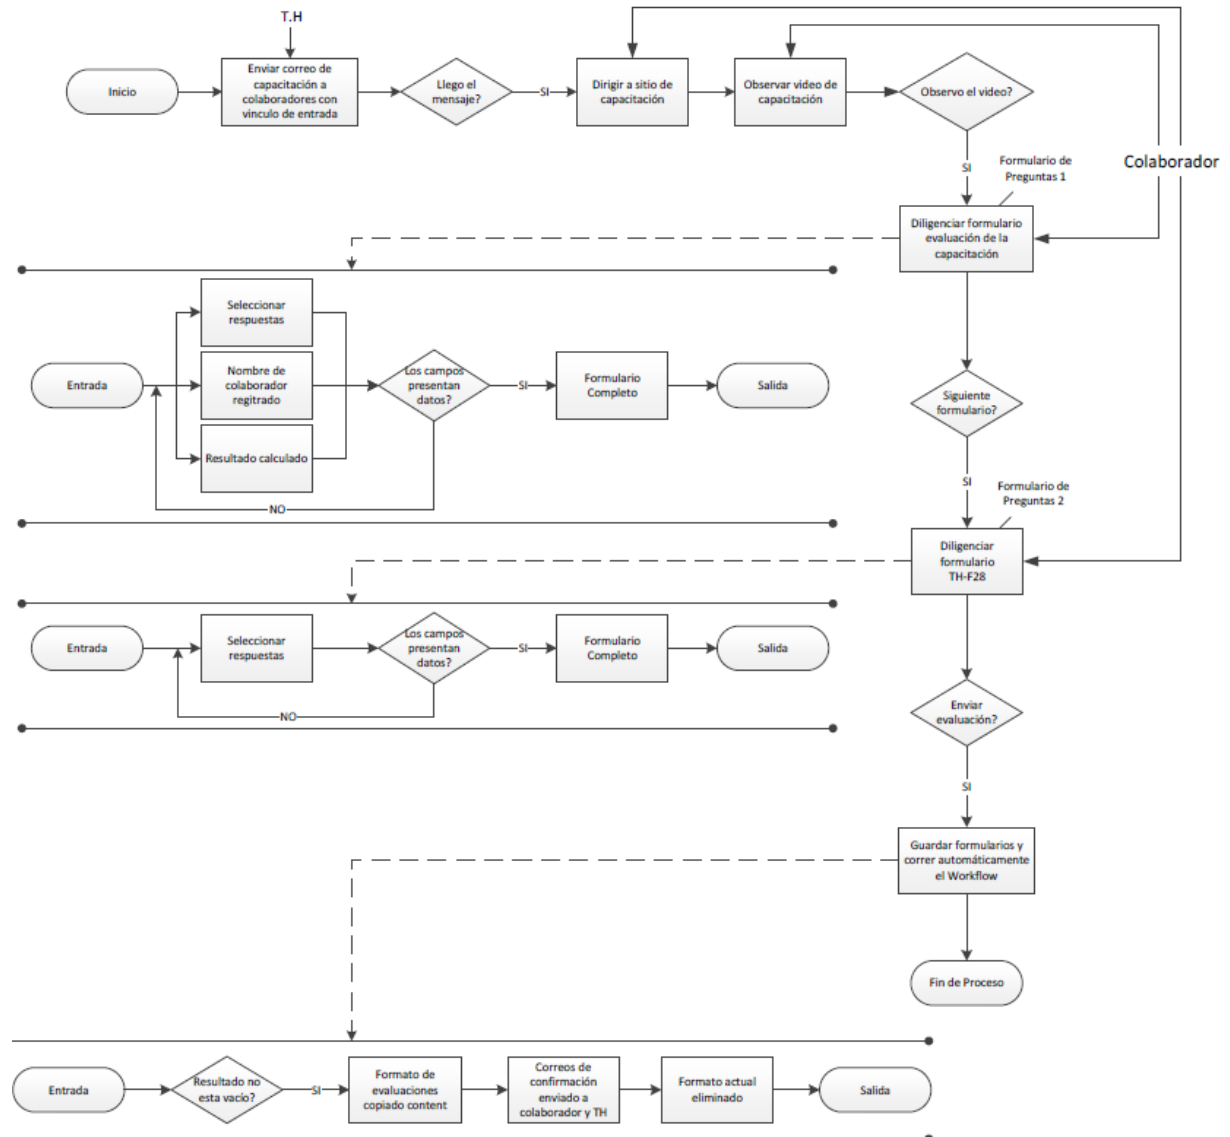 T.H
Inicio
Enviar correo de
capacitación a
colaboradores con
vinculo de entrada
Llego el
mensaje?
SI
Dirigir a sitio de
capacitación
Observar video de
capacitación
Observo el video?
SI
Colaborador
Formulario de
Preguntas 1
Diligenciar formulario
evaluación de la
capacitación
Entrada
Seleccionar
respuestas
Nombre de
colaborador
regitrado
Resultado calculado
Los campos
presentan
datos?
SI
NO
Formulario
Completo
Salida
Siguiente
formulario?
SI
Formulario de
Preguntas 2
Diligenciar
formulario
TH-F28
Entrada
Seleccionar
respuestas
Los campos
presentan
datos?
SI
NO
Formulario
Completo
Salida
Enviar
evaluación?
SI
Guardar formularios y
correr automáticamente
el Workflow
Fin de Proceso
Entrada
Resultado no
esta vacío?
SI
Formato de
evaluaciones
copiado content
Correos de
confirmación
enviado a
colaborador y TH
Formato actual
eliminado
Salida